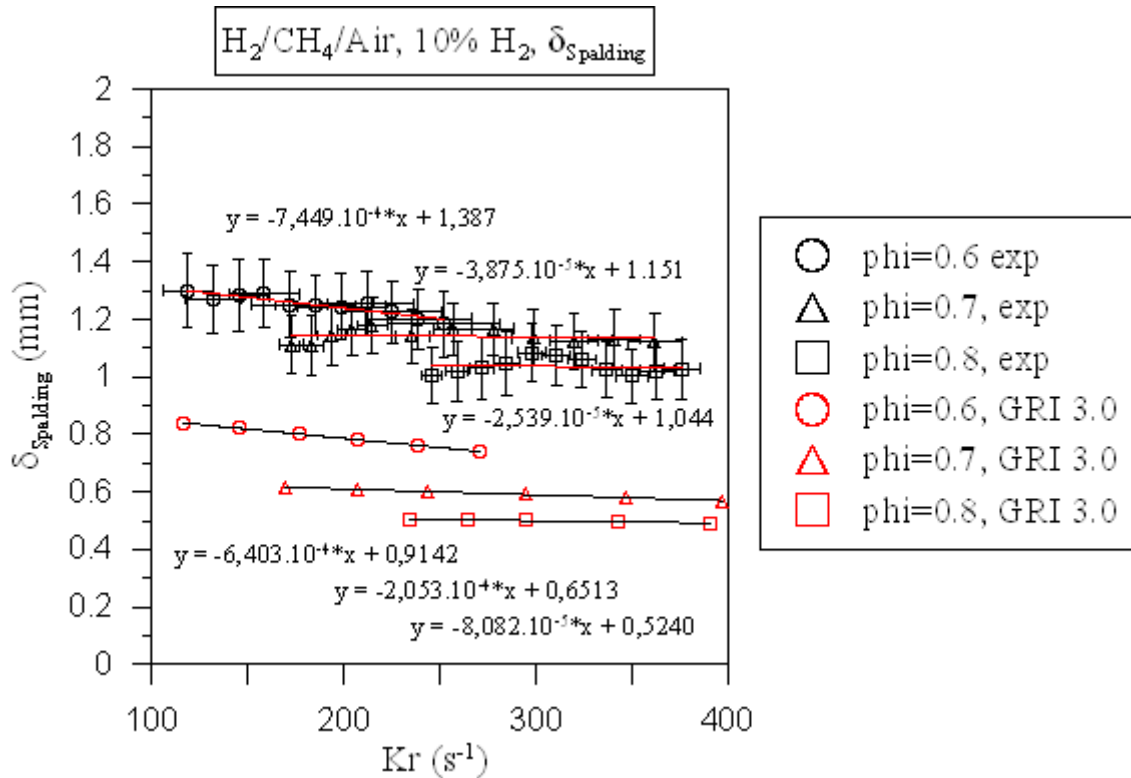 H₂/CH₄/Air, 10% H₂, δSpalding
2
1.8
1.6
1.4
1.2
1
0.8
0.6
0.4
0.2
0
δSpalding (mm)
y = -7,449.10⁻⁴*x + 1,387
y = -3,875.10⁻⁵*x + 1.151
y = -2,539.10⁻⁵*x + 1,044
y = -6,403.10⁻⁴*x + 0,9142
y = -2,053.10⁻⁴*x + 0,6513
y = -8,082.10⁻⁵*x + 0,5240
100 200 300 400
Kr (s⁻¹)
phi=0.6 exp
phi=0.7, exp
phi=0.8, exp
phi=0.6, GRI 3.0
phi=0.7, GRI 3.0
phi=0.8, GRI 3.0